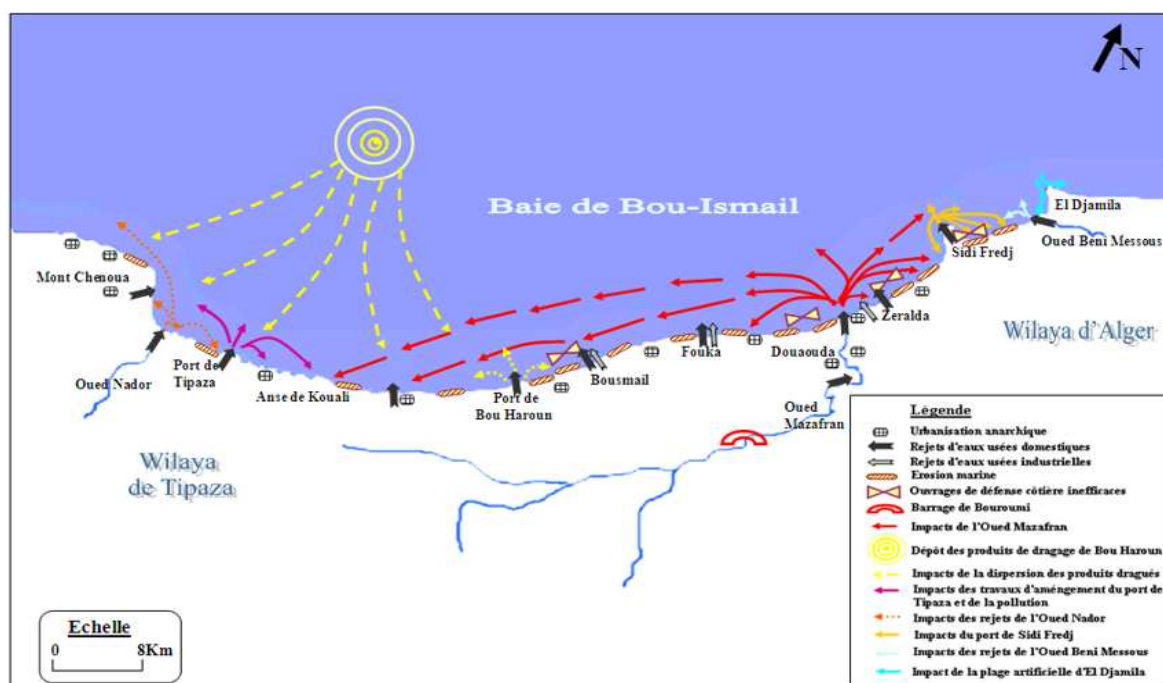 N
Baie de Bou-Ismail
El Djamila
Oued Beni Messous
Sidi Fredj
Mont Chenoua
Zeralda
Wilaya d'Alger
Fouka
Douaouda
Port de
Tipaza
Oued Nador
Anse de Kouali
Bousmail
Port de
Bou Haroun
Oued
Mazafran
Wilaya
de Tipaza
Légende
Urbanisation anarchique
Rejets d'eaux usées domestiques
Rejets d'eaux usées industrielles
Erosion marine
Ouvrages de défense côtière inefficaces
Barrage de Bouroumi
Impacts de l'Oued Mazafran
Dépôt des produits de dragage de Bou Haroun
Impacts de la dispersion des produits dragués
Impacts des travaux d'améngement du port de
Tipaza et de la pollution
Impacts des rejets de l'Oued Nador
Impacts du port de Sidi Fredj
Impacts des rejets de l'Oued Beni Messous
Impact de la plage artificielle d'El Djamila
Echelle
0 8Km